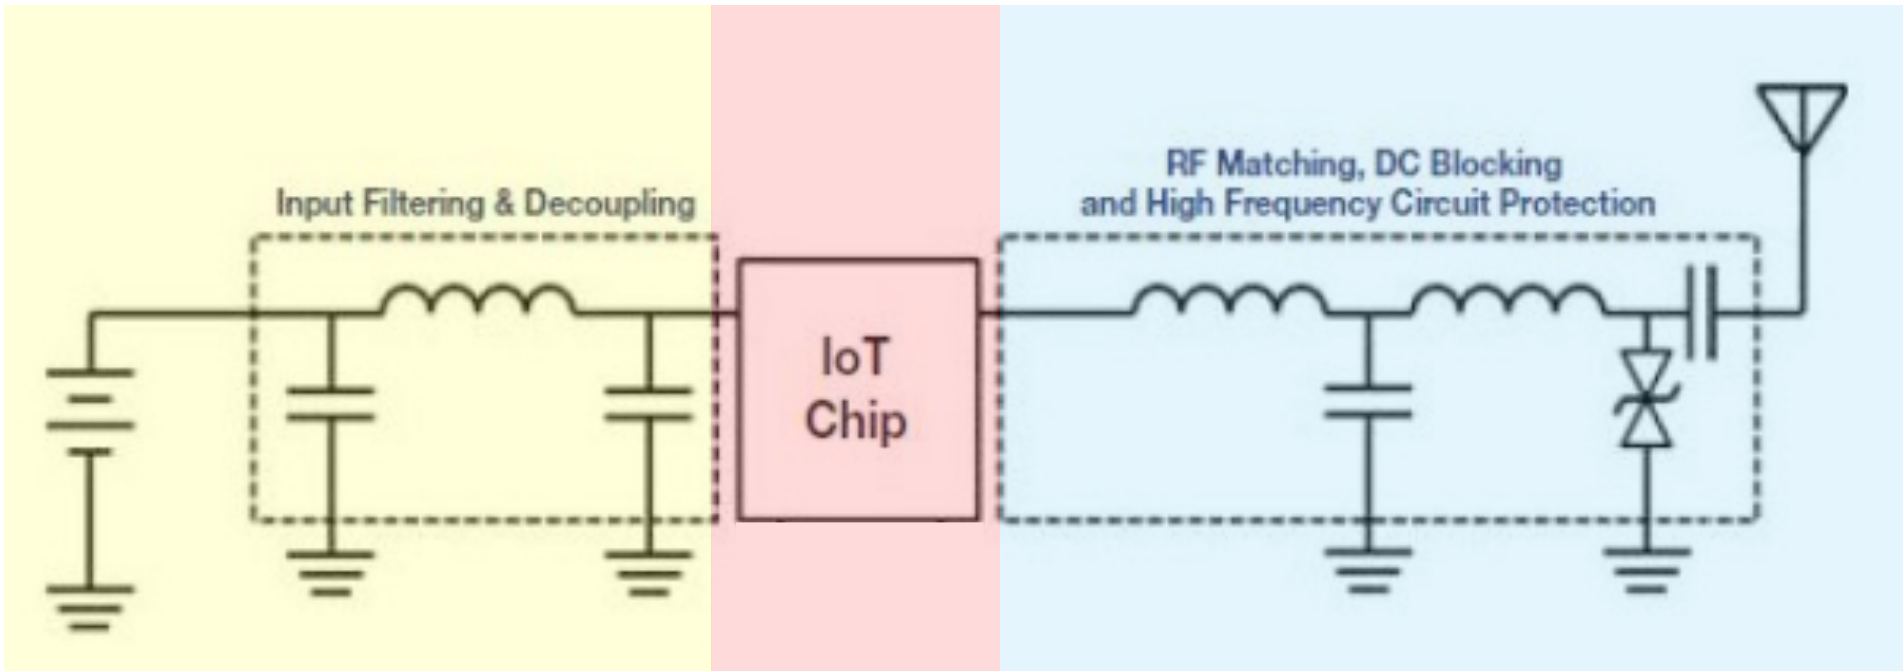 Input Filtering & Decoupling
IoT
Chip
RF Matching, DC Blocking
and High Frequency Circuit Protection